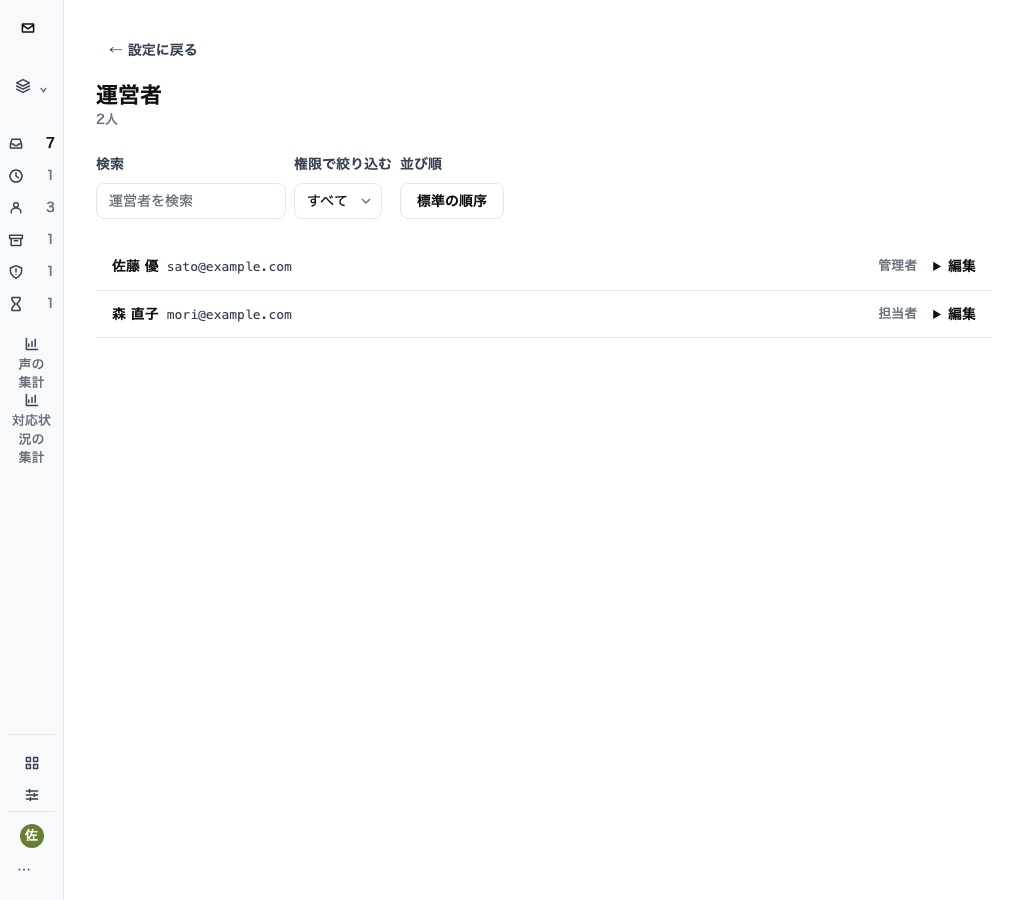 ← 設定に戻る
運営者
2人
検索 権限で絞り込む 並び順
運営者を検索 すべて 標準の順序
佐藤 優 sato@example.com 管理者 ▶ 編集
森 直子 mori@example.com 担当者 ▶ 編集
7
1
3
1
1
1
声の
集計
対応状
況の
集計
佐
…